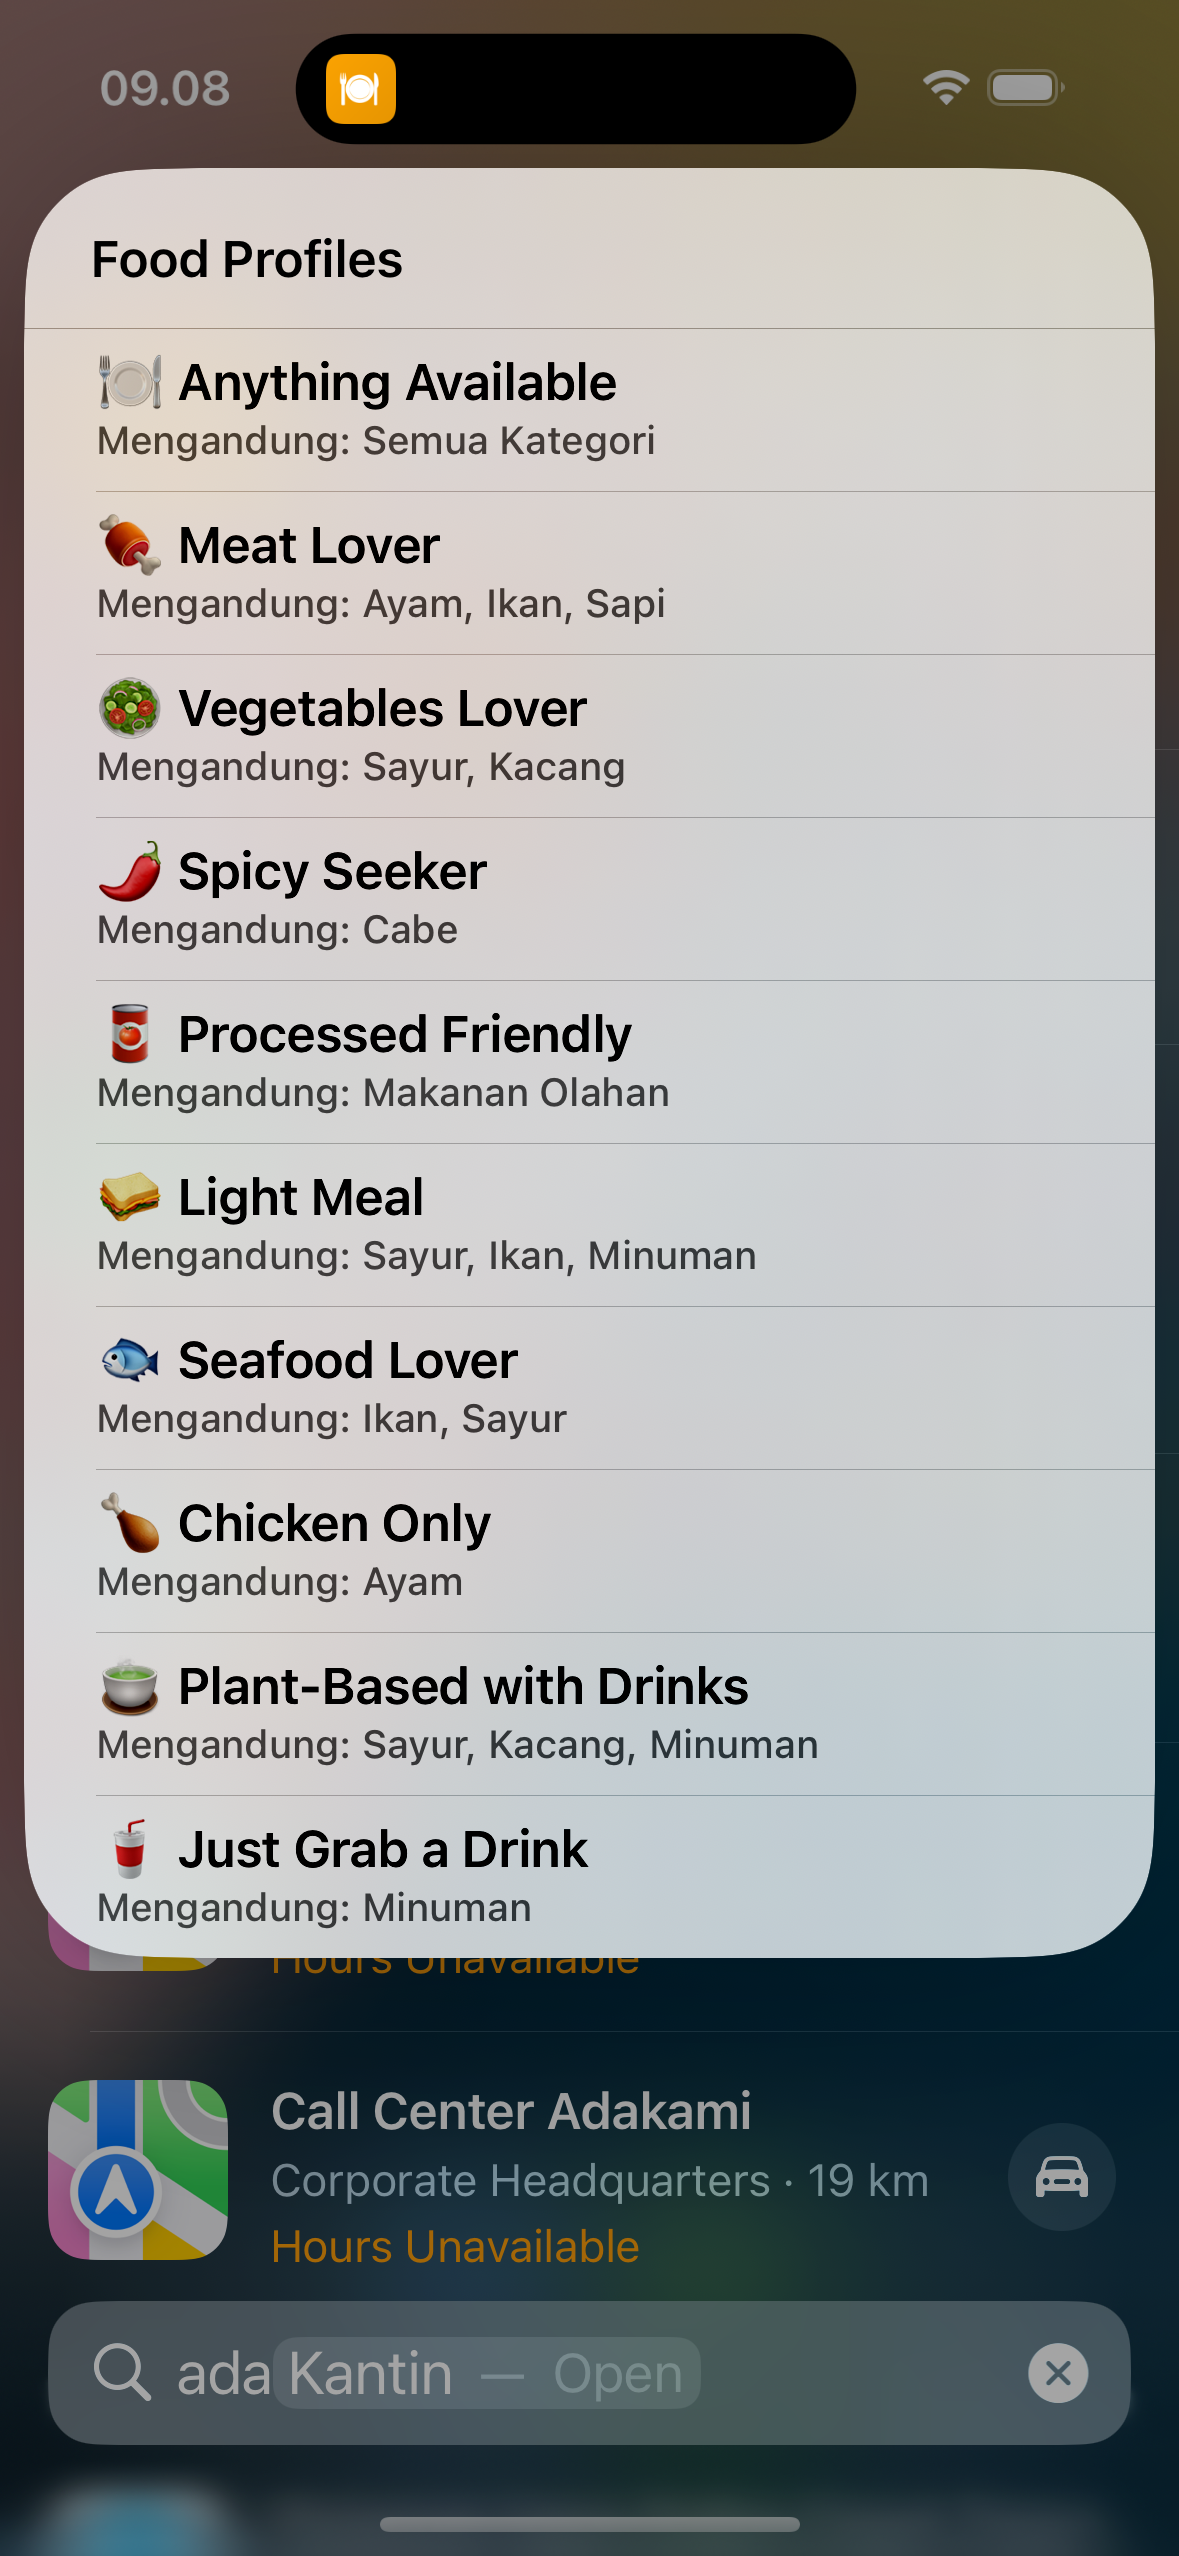 09.08
Food Profiles
Anything Available
Mengandung: Semua Kategori
Meat Lover
Mengandung: Ayam, Ikan, Sapi
Vegetables Lover
Mengandung: Sayur, Kacang
Spicy Seeker
Mengandung: Cabe
Processed Friendly
Mengandung: Makanan Olahan
Light Meal
Mengandung: Sayur, Ikan, Minuman
Seafood Lover
Mengandung: Ikan, Sayur
Chicken Only
Mengandung: Ayam
Plant-Based with Drinks
Mengandung: Sayur, Kacang, Minuman
Just Grab a Drink
Mengandung: Minuman
Hours Unavailable
Call Center Adakami
Corporate Headquarters · 19 km
Hours Unavailable
ada Kantin — Open